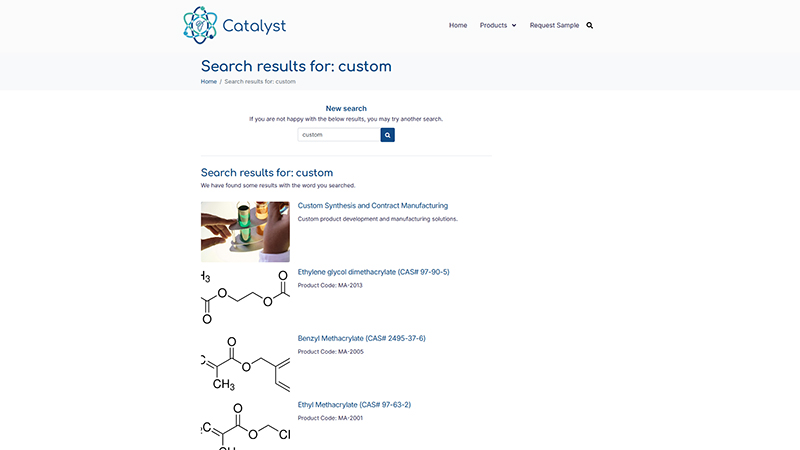 Catalyst
Home Products Request Sample
Search results for: custom
Home / Search results for: custom
New search
If you are not happy with the below results, you may try another search.
custom
Search results for: custom
We have found some results with the word you searched.
Custom Synthesis and Contract Manufacturing
Custom product development and manufacturing solutions.
Ethylene glycol dimethacrylate (CAS# 97-90-5)
Product Code: MA-2013
H₃ O
O O
O
Benzyl Methacrylate (CAS# 2495-37-6)
Product Code: MA-2005
O
C O
CH₃
Ethyl Methacrylate (CAS# 97-63-2)
Product Code: MA-2001
O
C O Cl